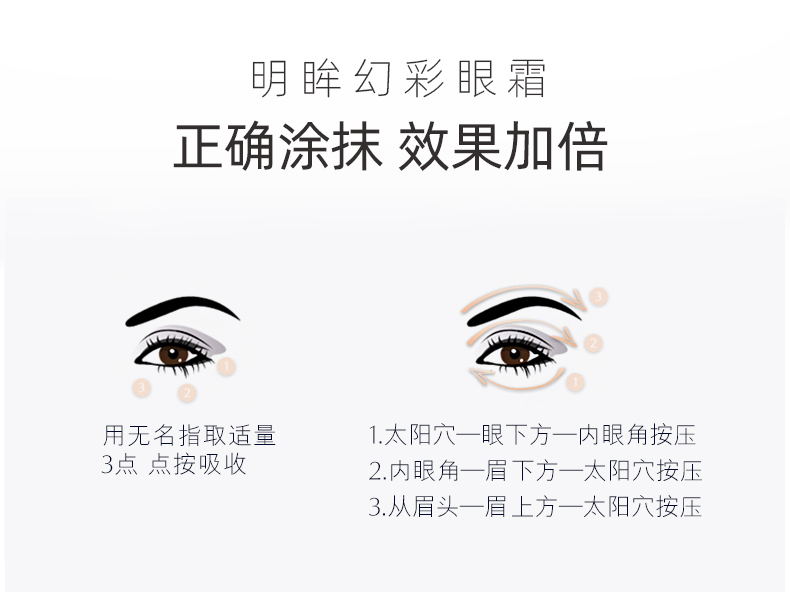 明眸幻彩眼霜
正确涂抹 效果加倍
3
2
1
3
2
1
用无名指取适量
3点 点按吸收
1.太阳穴—眼下方—内眼角按压
2.内眼角—眉下方—太阳穴按压
3.从眉头—眉上方—太阳穴按压